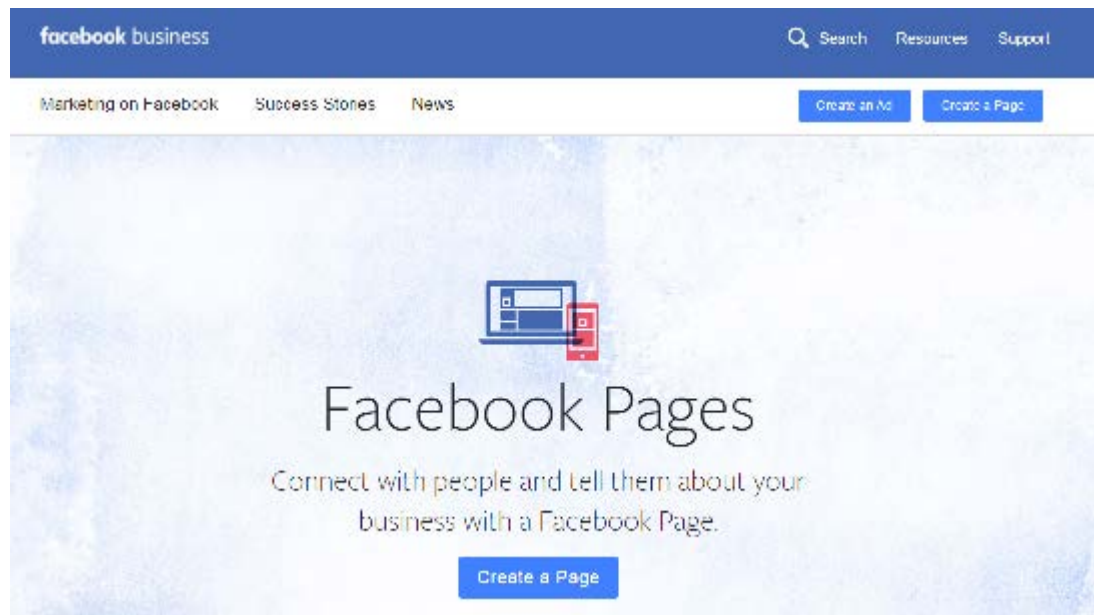 facebook business
Search Resources Support
Marketing on Facebook Success Stories News
Create an Ad Create a Page
Facebook Pages
Connect with people and tell them about your
business with a Facebook Page.
Create a Page